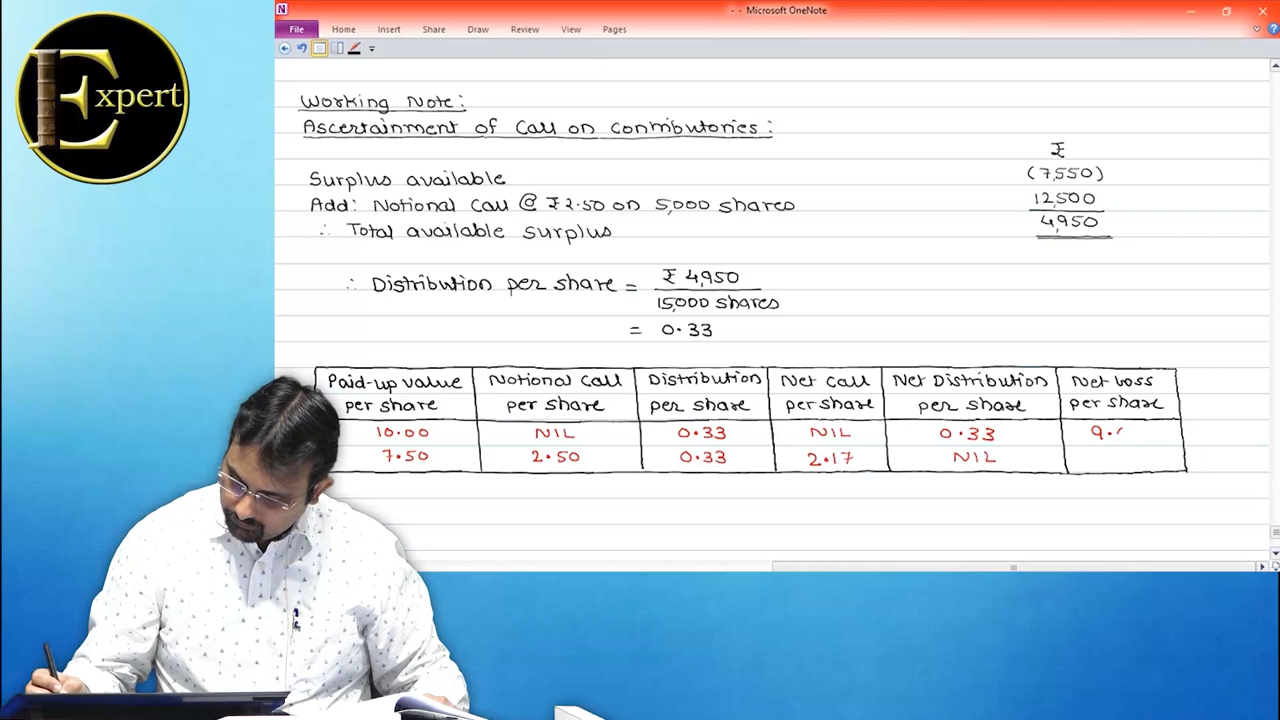 Expert
- - Microsoft OneNote
File Home Insert Share Draw Review View Pages
Working Note:
Ascertainment of Call on Contributories:
₹
Surplus available (7,550)
Add: Notional Call @ ₹2.50 on 5,000 shares 12,500
∴ Total available surplus 4,950
∴ Distribution per share = ₹ 4,950
15,000 shares
= 0.33
Paid-up value per share Notional Call per share Distribution per share Net Call per share Net Distribution per share Net Loss per share
10.00 NIL 0.33 NIL 0.33 9.
7.50 2.50 0.33 2.17 NIL